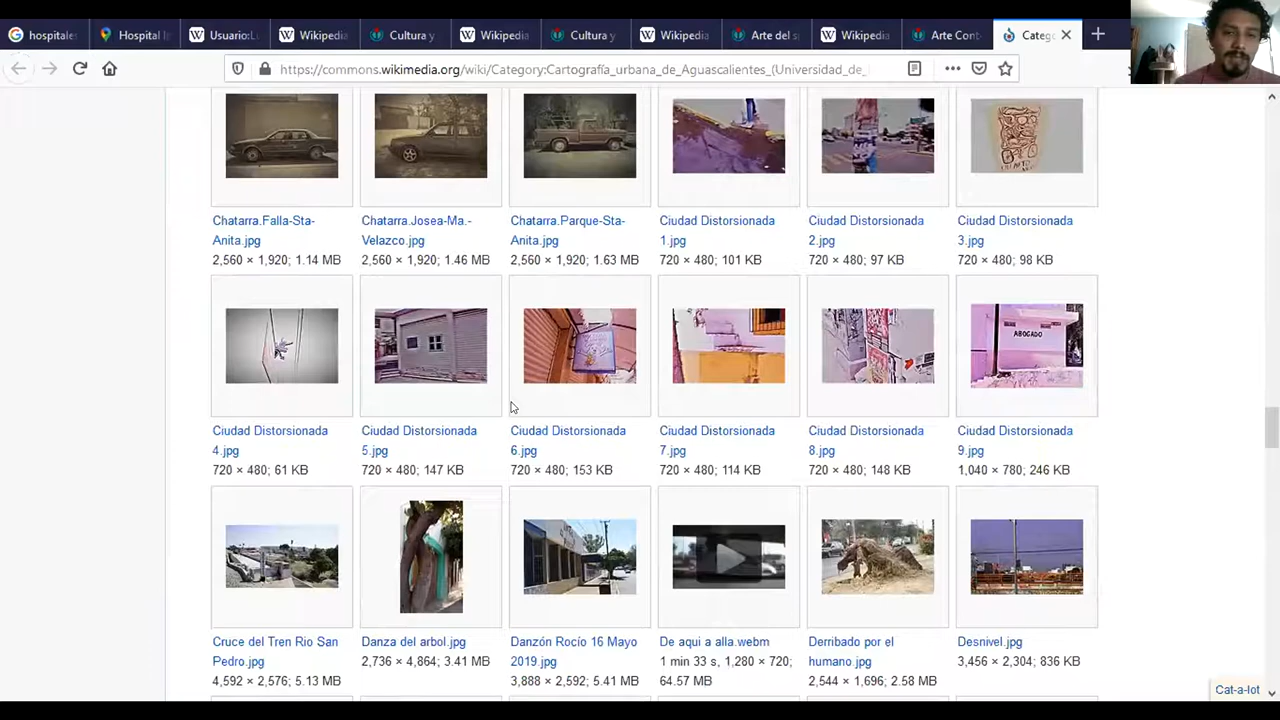 hospitales
Hospital I
Usuario:L
Wikipedia
Cultura y
Wikipedia
Cultura y
Wikipedia
Arte del s
Wikipedia
Arte Cont
Catego
https://commons.wikimedia.org/wiki/Category:Cartografía_urbana_de_Aguascalientes_(Universidad_de_
Chatarra.Falla-Sta-
Anita.jpg
2,560 × 1,920; 1.14 MB
Chatarra.Josea-Ma.-
Velazco.jpg
2,560 × 1,920; 1.46 MB
Chatarra.Parque-Sta-
Anita.jpg
2,560 × 1,920; 1.63 MB
Ciudad Distorsionada
1.jpg
720 × 480; 101 KB
Ciudad Distorsionada
2.jpg
720 × 480; 97 KB
Ciudad Distorsionada
3.jpg
720 × 480; 98 KB
ABOGADO
Ciudad Distorsionada
4.jpg
720 × 480; 61 KB
Ciudad Distorsionada
5.jpg
720 × 480; 147 KB
Ciudad Distorsionada
6.jpg
720 × 480; 153 KB
Ciudad Distorsionada
7.jpg
720 × 480; 114 KB
Ciudad Distorsionada
8.jpg
720 × 480; 148 KB
Ciudad Distorsionada
9.jpg
1,040 × 780; 246 KB
Cruce del Tren Rio San
Pedro.jpg
4,592 × 2,576; 5.13 MB
Danza del arbol.jpg
2,736 × 4,864; 3.41 MB
Danzón Rocío 16 Mayo
2019.jpg
3,888 × 2,592; 5.41 MB
De aqui a alla.webm
1 min 33 s, 1,280 × 720;
64.57 MB
Derribado por el
humano.jpg
2,544 × 1,696; 2.58 MB
Desnivel.jpg
3,456 × 2,304; 836 KB
Cat-a-lot